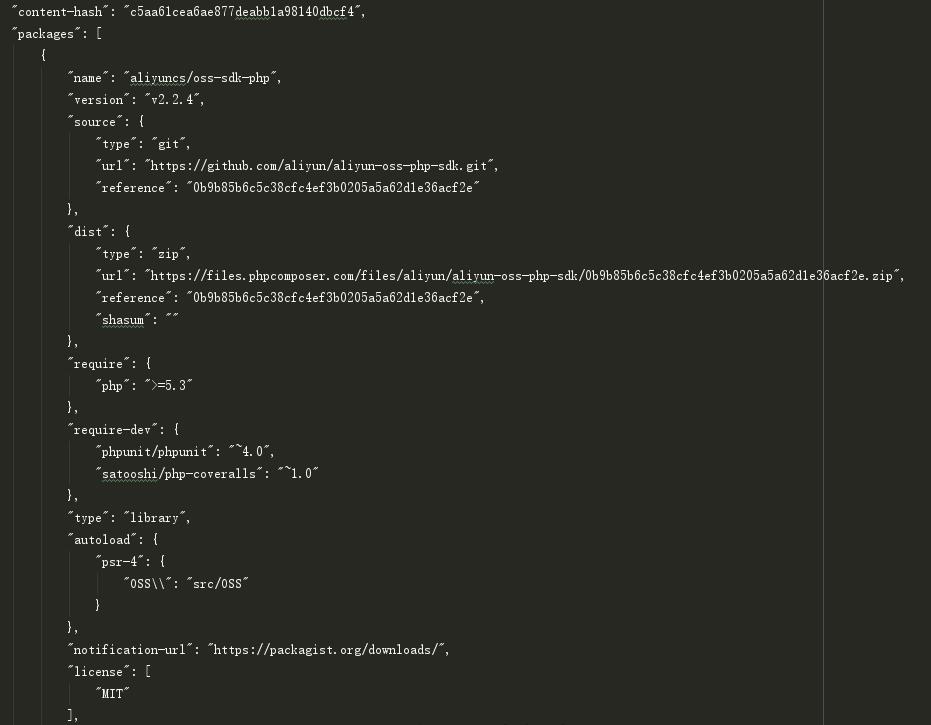 "content-hash": "c5aa61cea6ae877deabb1a98140dbcf4",
"packages": [
{
"name": "aliyuncs/oss-sdk-php",
"version": "v2.2.4",
"source": {
"type": "git",
"url": "https://github.com/aliyun/aliyun-oss-php-sdk.git",
"reference": "0b9b85b6c5c38cfc4ef3b0205a5a62d1e36acf2e"
},
"dist": {
"type": "zip",
"url": "https://files.phpcomposer.com/files/aliyun/aliyun-oss-php-sdk/0b9b85b6c5c38cfc4ef3b0205a5a62d1e36acf2e.zip",
"reference": "0b9b85b6c5c38cfc4ef3b0205a5a62d1e36acf2e",
"shasum": ""
},
"require": {
"php": ">=5.3"
},
"require-dev": {
"phpunit/phpunit": "~4.0",
"satooshi/php-coveralls": "~1.0"
},
"type": "library",
"autoload": {
"psr-4": {
"OSS\\": "src/OSS"
}
},
"notification-url": "https://packagist.org/downloads/",
"license": [
"MIT"
],